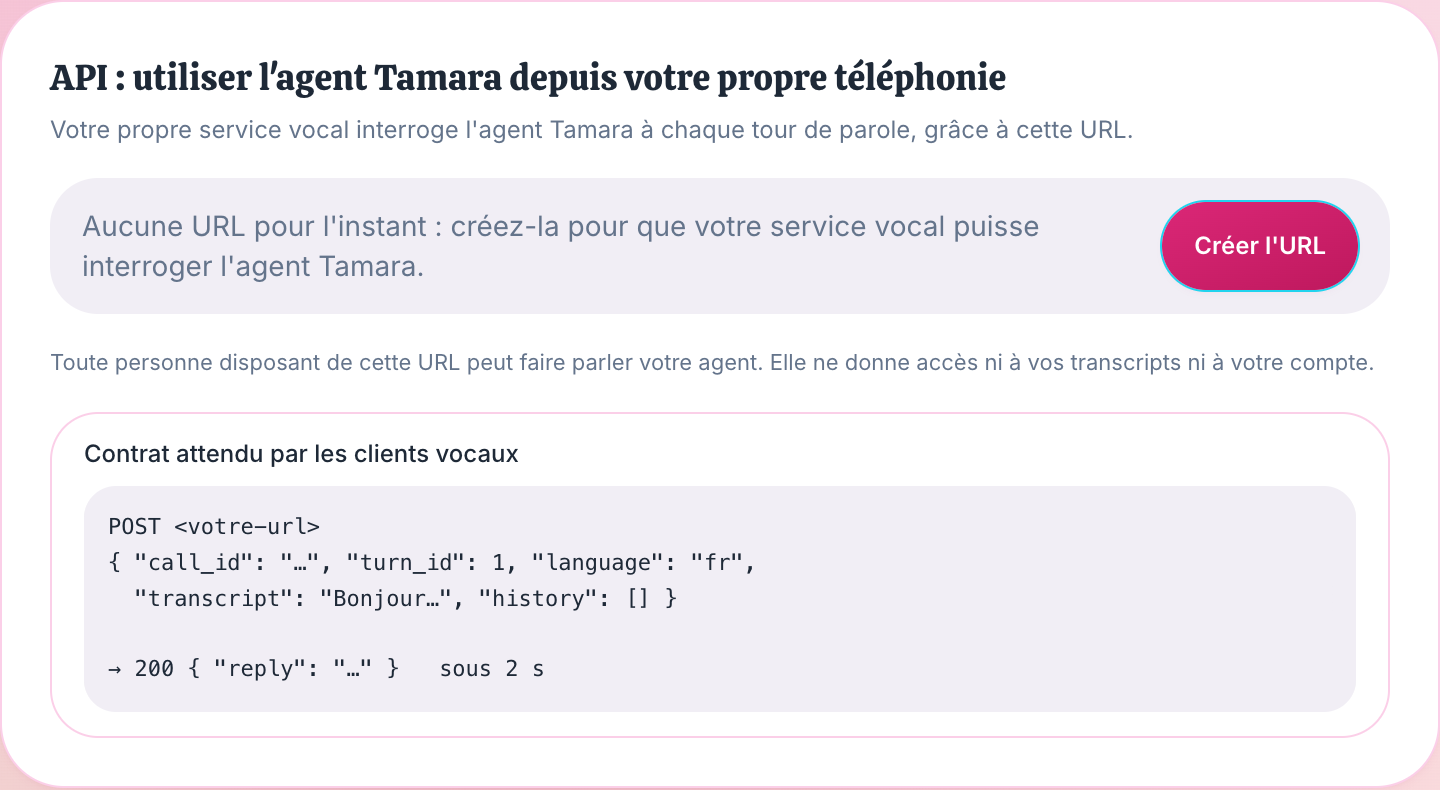 API : utiliser l'agent Tamara depuis votre propre téléphonie
Votre propre service vocal interroge l'agent Tamara à chaque tour de parole, grâce à cette URL.
Aucune URL pour l'instant : créez-la pour que votre service vocal puisse
interroger l'agent Tamara.
Créer l'URL
Toute personne disposant de cette URL peut faire parler votre agent. Elle ne donne accès ni à vos transcripts ni à votre compte.
Contrat attendu par les clients vocaux
POST <votre-url>
{ "call_id": "…", "turn_id": 1, "language": "fr",
  "transcript": "Bonjour…", "history": [] }
→ 200 { "reply": "…" }   sous 2 s